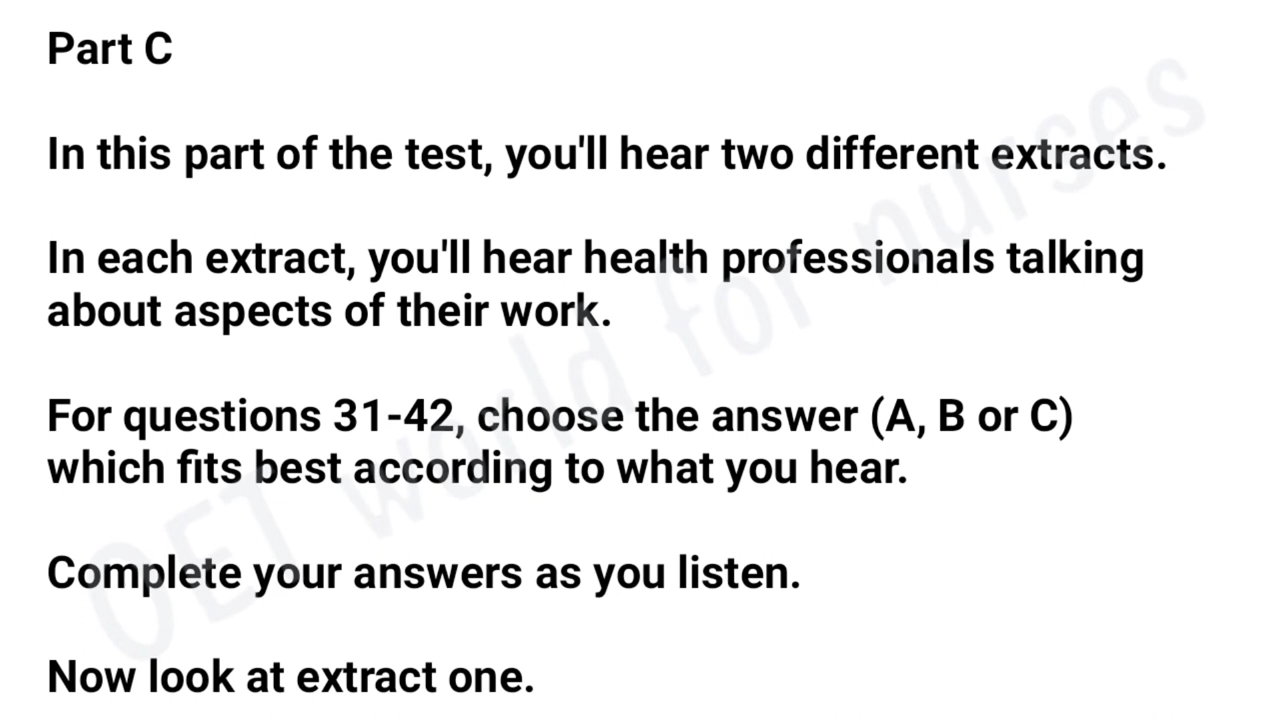 Part C
In this part of the test, you'll hear two different extracts.
In each extract, you'll hear health professionals talking
about aspects of their work.
For questions 31-42, choose the answer (A, B or C)
which fits best according to what you hear.
Complete your answers as you listen.
Now look at extract one.
OET world for nurses